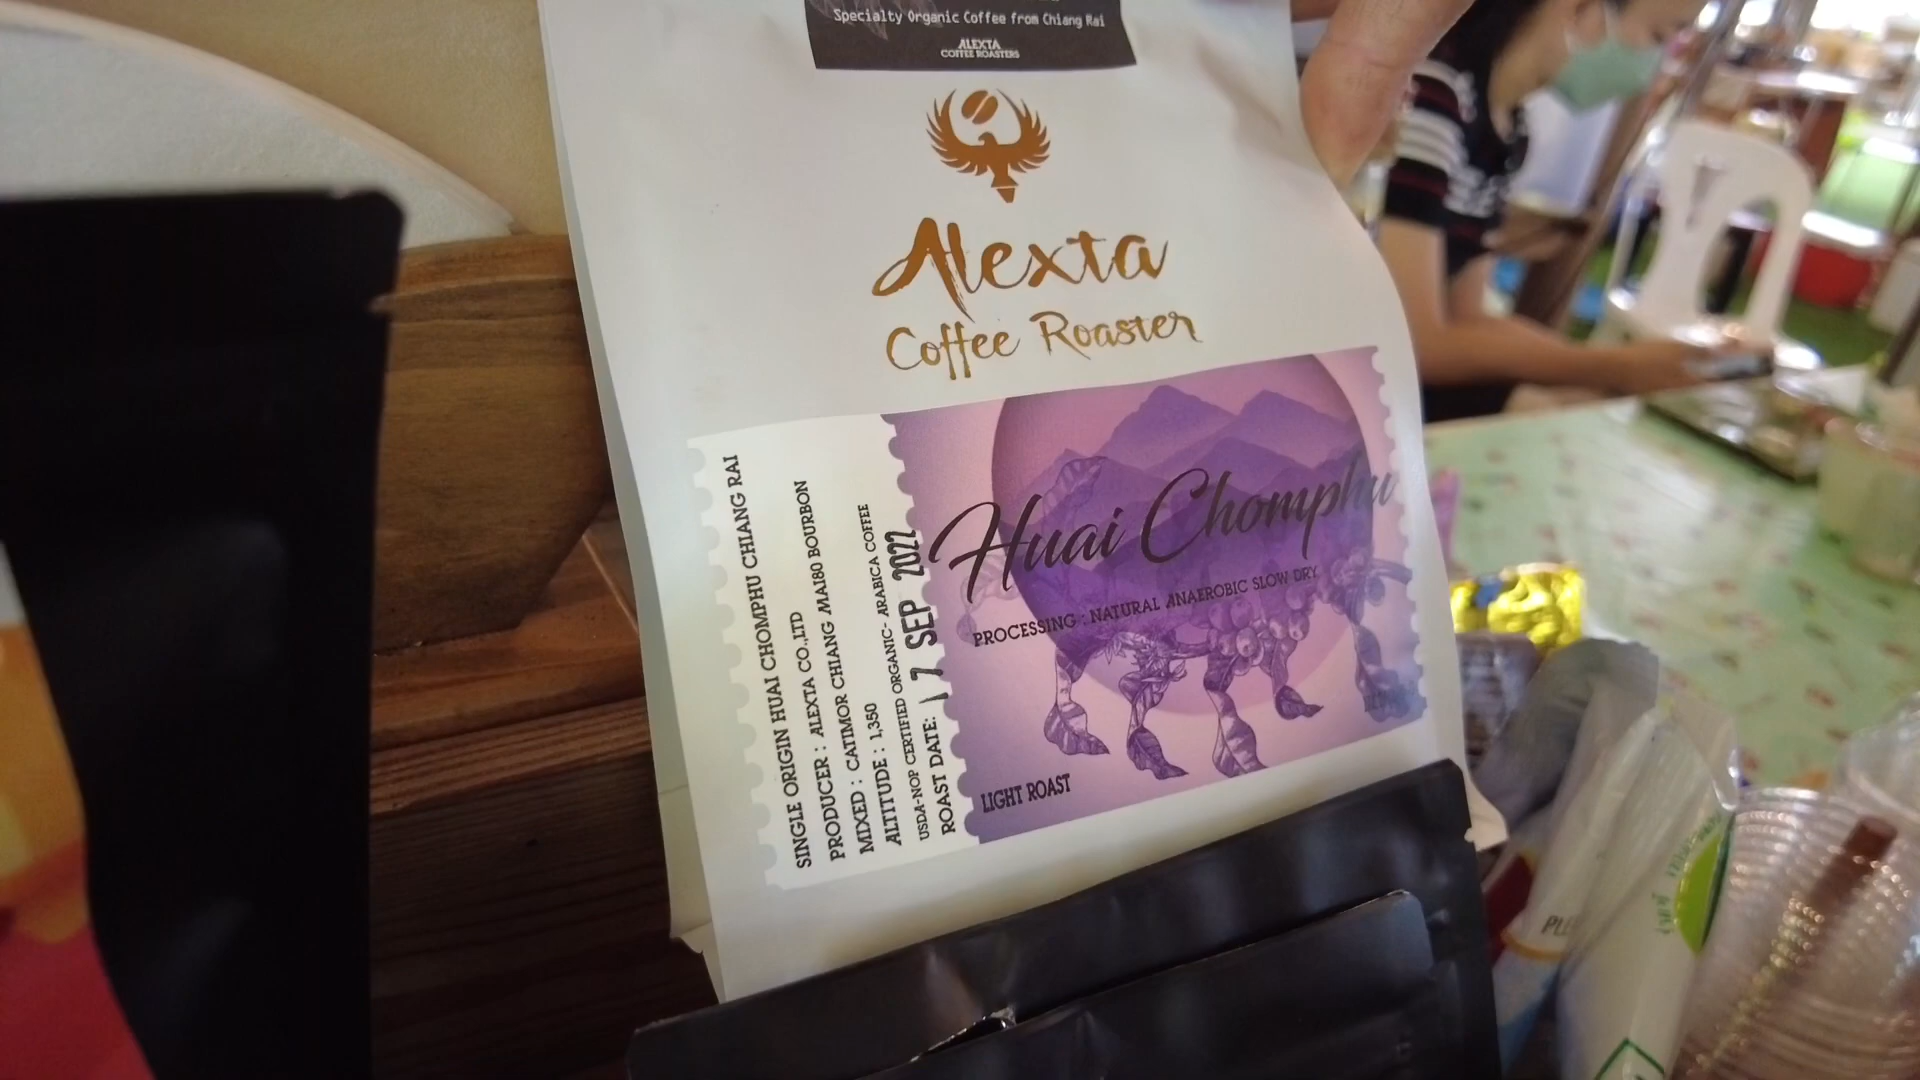 Specialty Organic Coffee from Chiang Rai
ALEXTA
COFFEE ROASTERS
Alexta
Coffee Roaster
SINGLE ORIGIN HUAI CHOMPHU CHIANG RAI
PRODUCER : ALEXTA CO.,LTD
MIXED : CATIMOR CHIANG MAI80 BOURBON
ALTITUDE : 1,350
USDA-NOP CERTIFIED ORGANIC- ARABICA COFFEE
ROAST DATE: 17 SEP 2022
Huai Chomphu
PROCESSING : NATURAL ANAEROBIC SLOW DRY
LIGHT ROAST